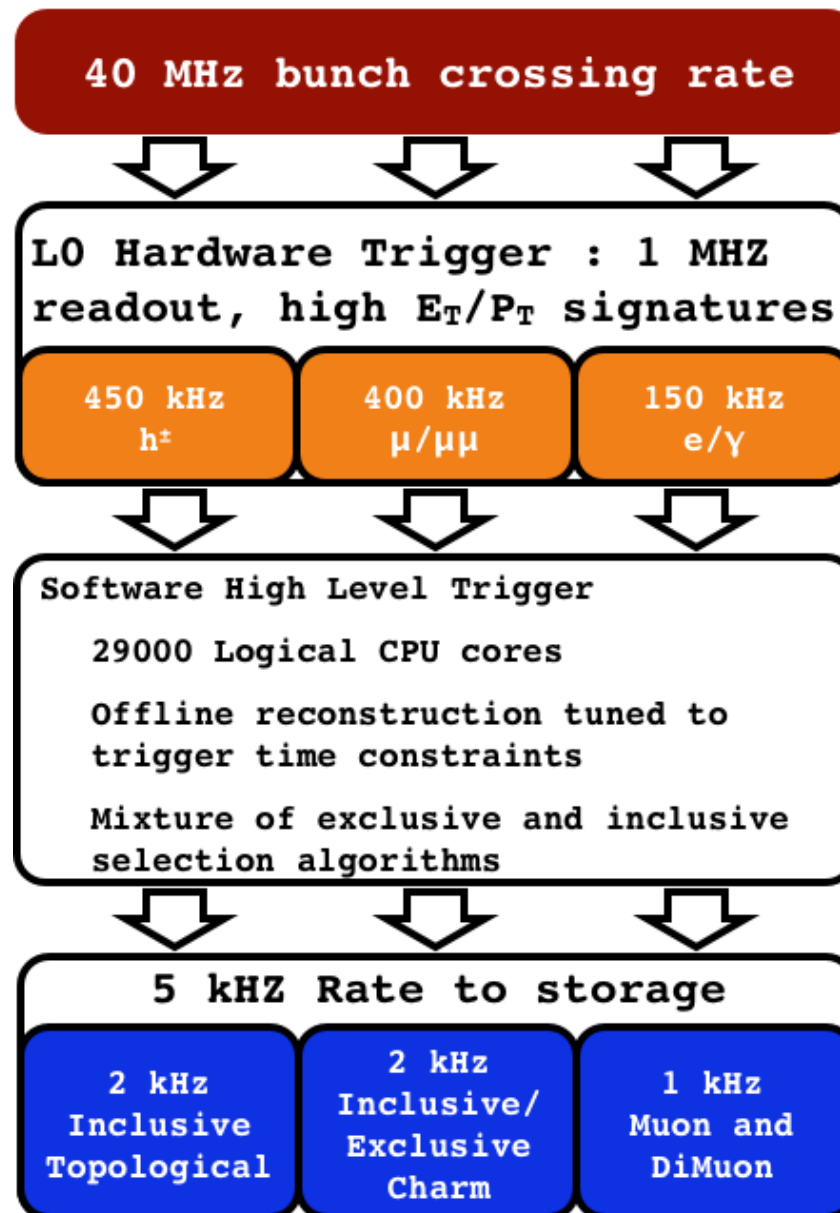 40 MHz bunch crossing rate
L0 Hardware Trigger : 1 MHZ
readout, high E_T/P_T signatures
450 kHz
h±
400 kHz
μ/μμ
150 kHz
e/γ
Software High Level Trigger
29000 Logical CPU cores
Offline reconstruction tuned to
trigger time constraints
Mixture of exclusive and inclusive
selection algorithms
5 kHZ Rate to storage
2 kHz
Inclusive
Topological
2 kHz
Inclusive/
Exclusive
Charm
1 kHz
Muon and
DiMuon